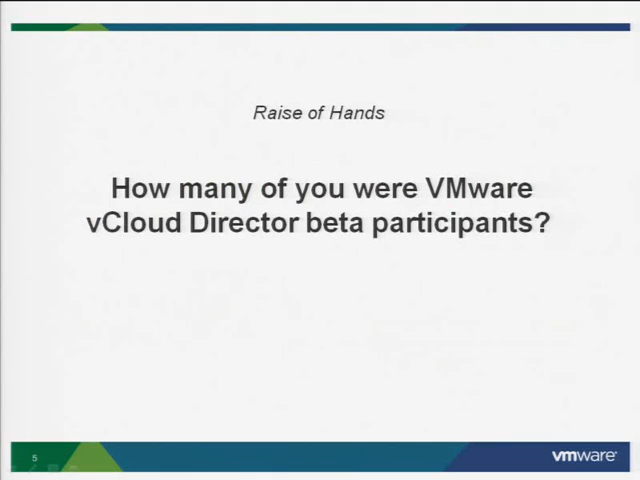 Raise of Hands
How many of you were VMware
vCloud Director beta participants?
5
vmware